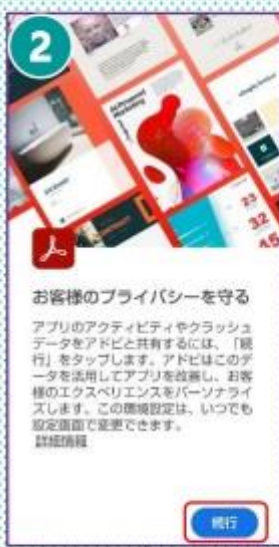 2
AI-Powered
Marketing
お客様のプライバシーを守る
アプリのアクティビティやクラッシュ
データをアドビと共有するには、「続
行」をタップします。アドビはこのデ
ータを活用してアプリを改善し、お客
様のエクスペリエンスをパーソナライ
ズします。この環境設定は、いつでも
設定画面で変更できます。
詳細情報
続行